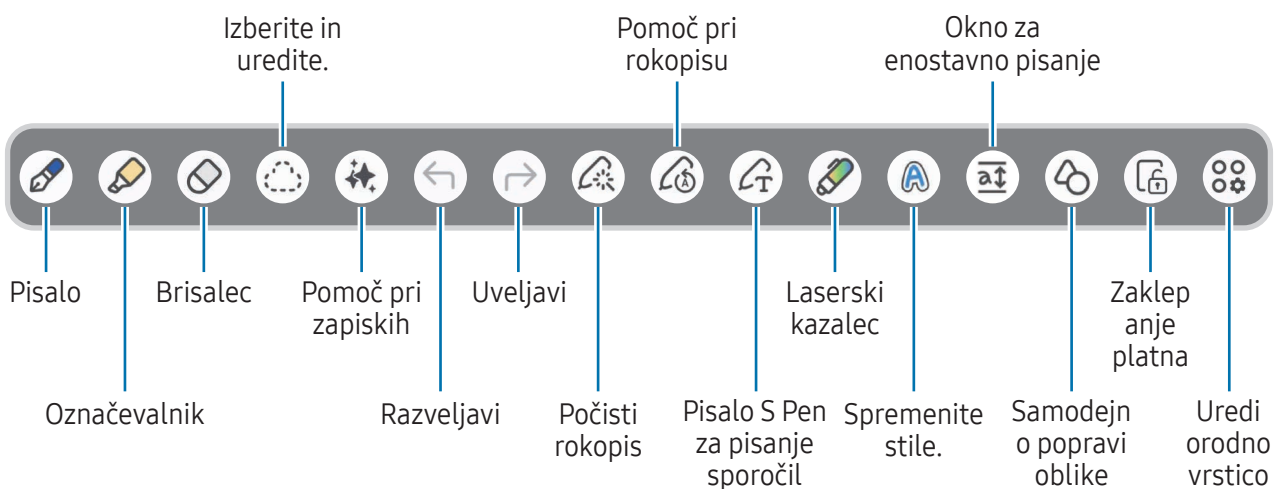 Izberite in
uredite.
Pomoč pri
rokopisu
Okno za
enostavno pisanje
Pisalo
Brisalec
Pomoč pri
zapiskih
Uveljavi
Laserski
kazalec
Zaklep
anje
platna
Označevalnik
Razveljavi
Počisti
rokopis
Pisalo S Pen
za pisanje
sporočil
Spremenite
stile.
Samodejn
o popravi
oblike
Uredi
orodno
vrstico